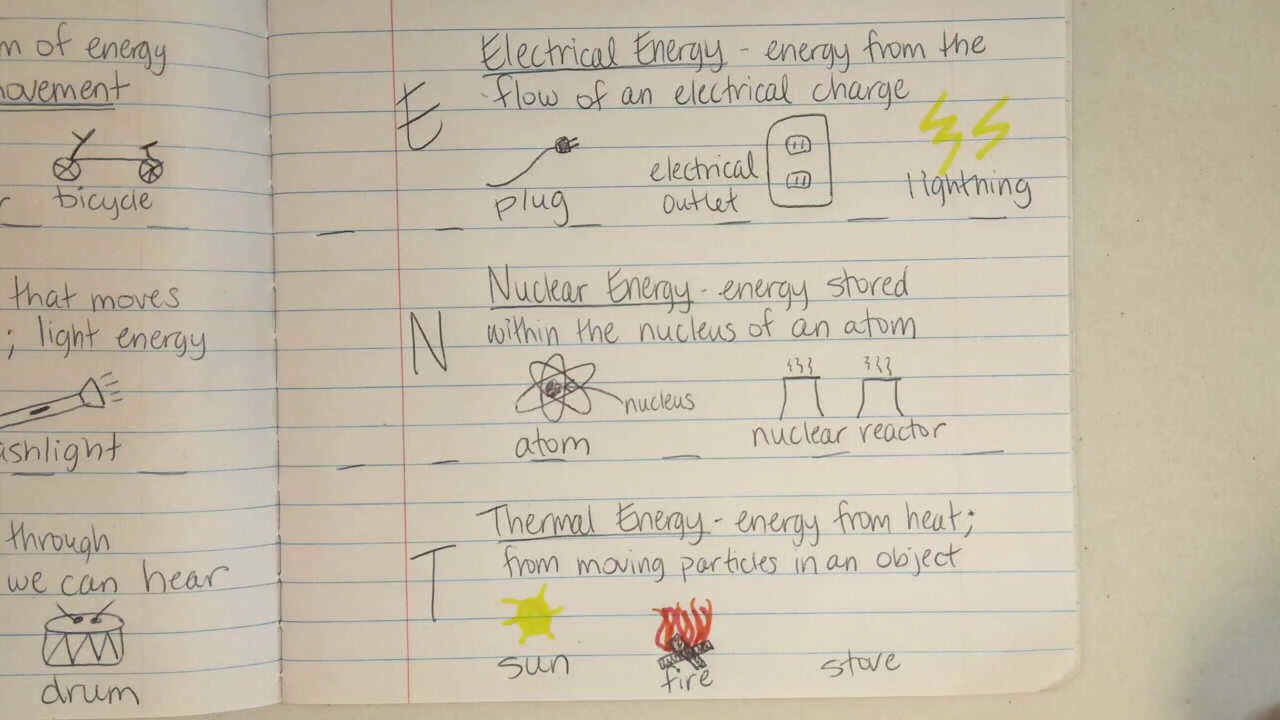 m of energy
movement
bicycle
that moves
; light energy
ashlight
through
we can hear
drum
E
Electrical Energy - energy from the
flow of an electrical charge
plug
electrical
outlet
lightning
N
Nuclear Energy - energy stored
within the nucleus of an atom
nucleus
atom
nuclear reactor
T
Thermal Energy - energy from heat;
from moving particles in an object
sun
fire
stove